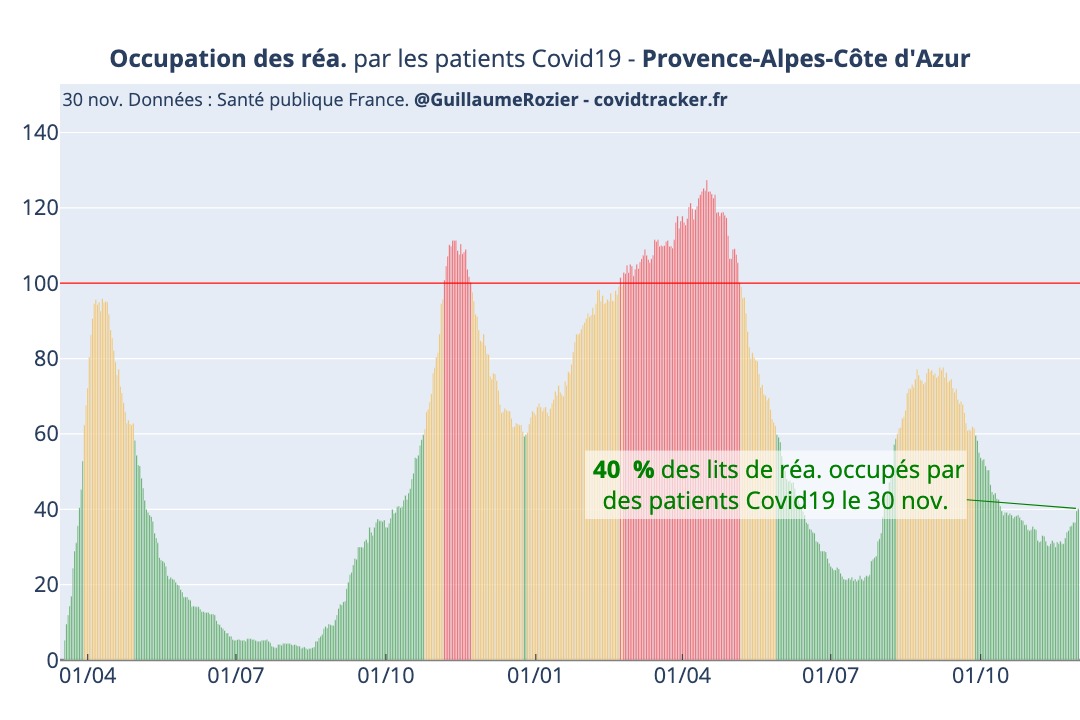 Occupation des réa. par les patients Covid19 - Provence-Alpes-Côte d'Azur
30 nov. Données : Santé publique France. @GuillaumeRozier - covidtracker.fr
140
120
100
80
60
40 % des lits de réa. occupés par
des patients Covid19 le 30 nov.
40
20
0
01/04 01/07 01/10 01/01 01/04 01/07 01/10